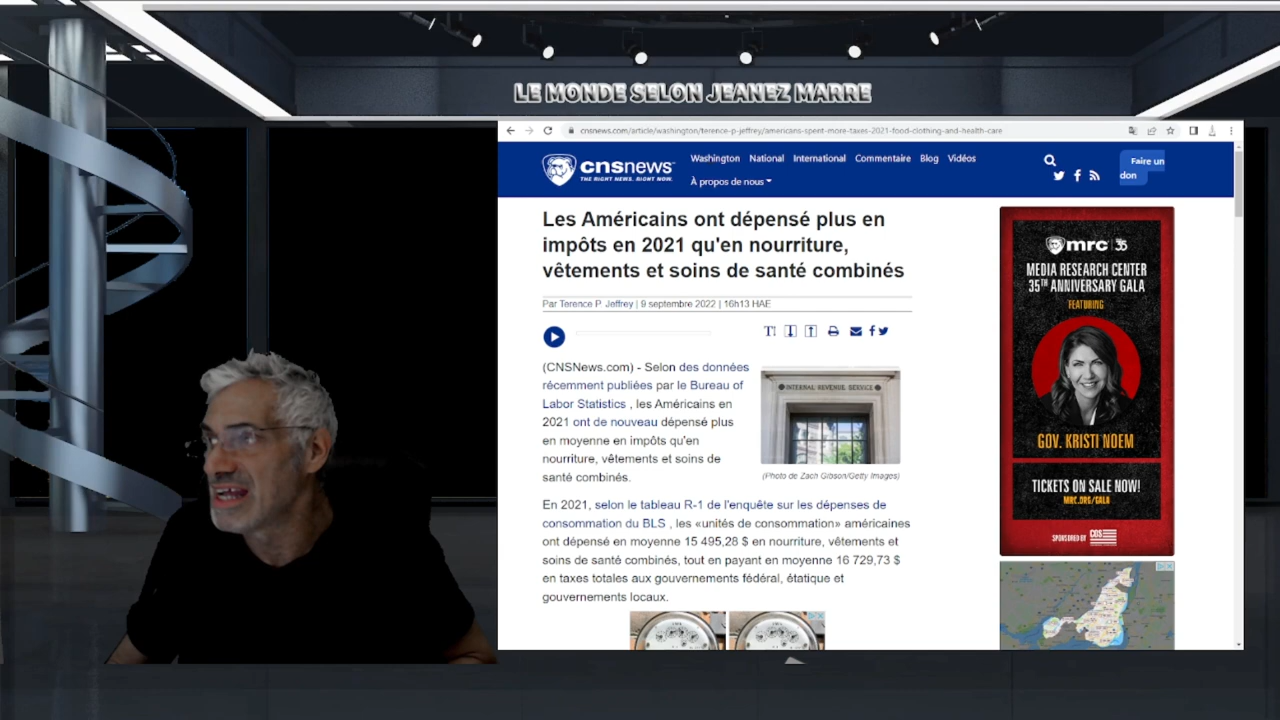 LE MONDE SELON JEANEZ MARRE
cnsnews.com/article/washington/terence-p-jeffrey/americans-spent-more-taxes-2021-food-clothing-and-health-care
cnsnews
THE RIGHT NEWS. RIGHT NOW.
Washington National International Commentaire Blog Vidéos
À propos de nous
Faire un
don
Les Américains ont dépensé plus en
impôts en 2021 qu'en nourriture,
vêtements et soins de santé combinés
Par Terence P. Jeffrey | 9 septembre 2022 | 16h13 HAE
(CNSNews.com) - Selon des données
récemment publiées par le Bureau of
Labor Statistics , les Américains en
2021 ont de nouveau dépensé plus
en moyenne en impôts qu'en
nourriture, vêtements et soins de
santé combinés.
INTERNAL REVENUE SERVICE
(Photo de Zach Gibson/Getty Images)
En 2021, selon le tableau R-1 de l'enquête sur les dépenses de
consommation du BLS , les «unités de consommation» américaines
ont dépensé en moyenne 15 495,28 $ en nourriture, vêtements et
soins de santé combinés, tout en payant en moyenne 16 729,73 $
en taxes totales aux gouvernements fédéral, étatique et
gouvernements locaux.
mrc 35
MEDIA RESEARCH CENTER
35TH ANNIVERSARY GALA
FEATURING
GOV. KRISTI NOEM
TICKETS ON SALE NOW!
MRC.ORG/GALA
SPONSORED BY